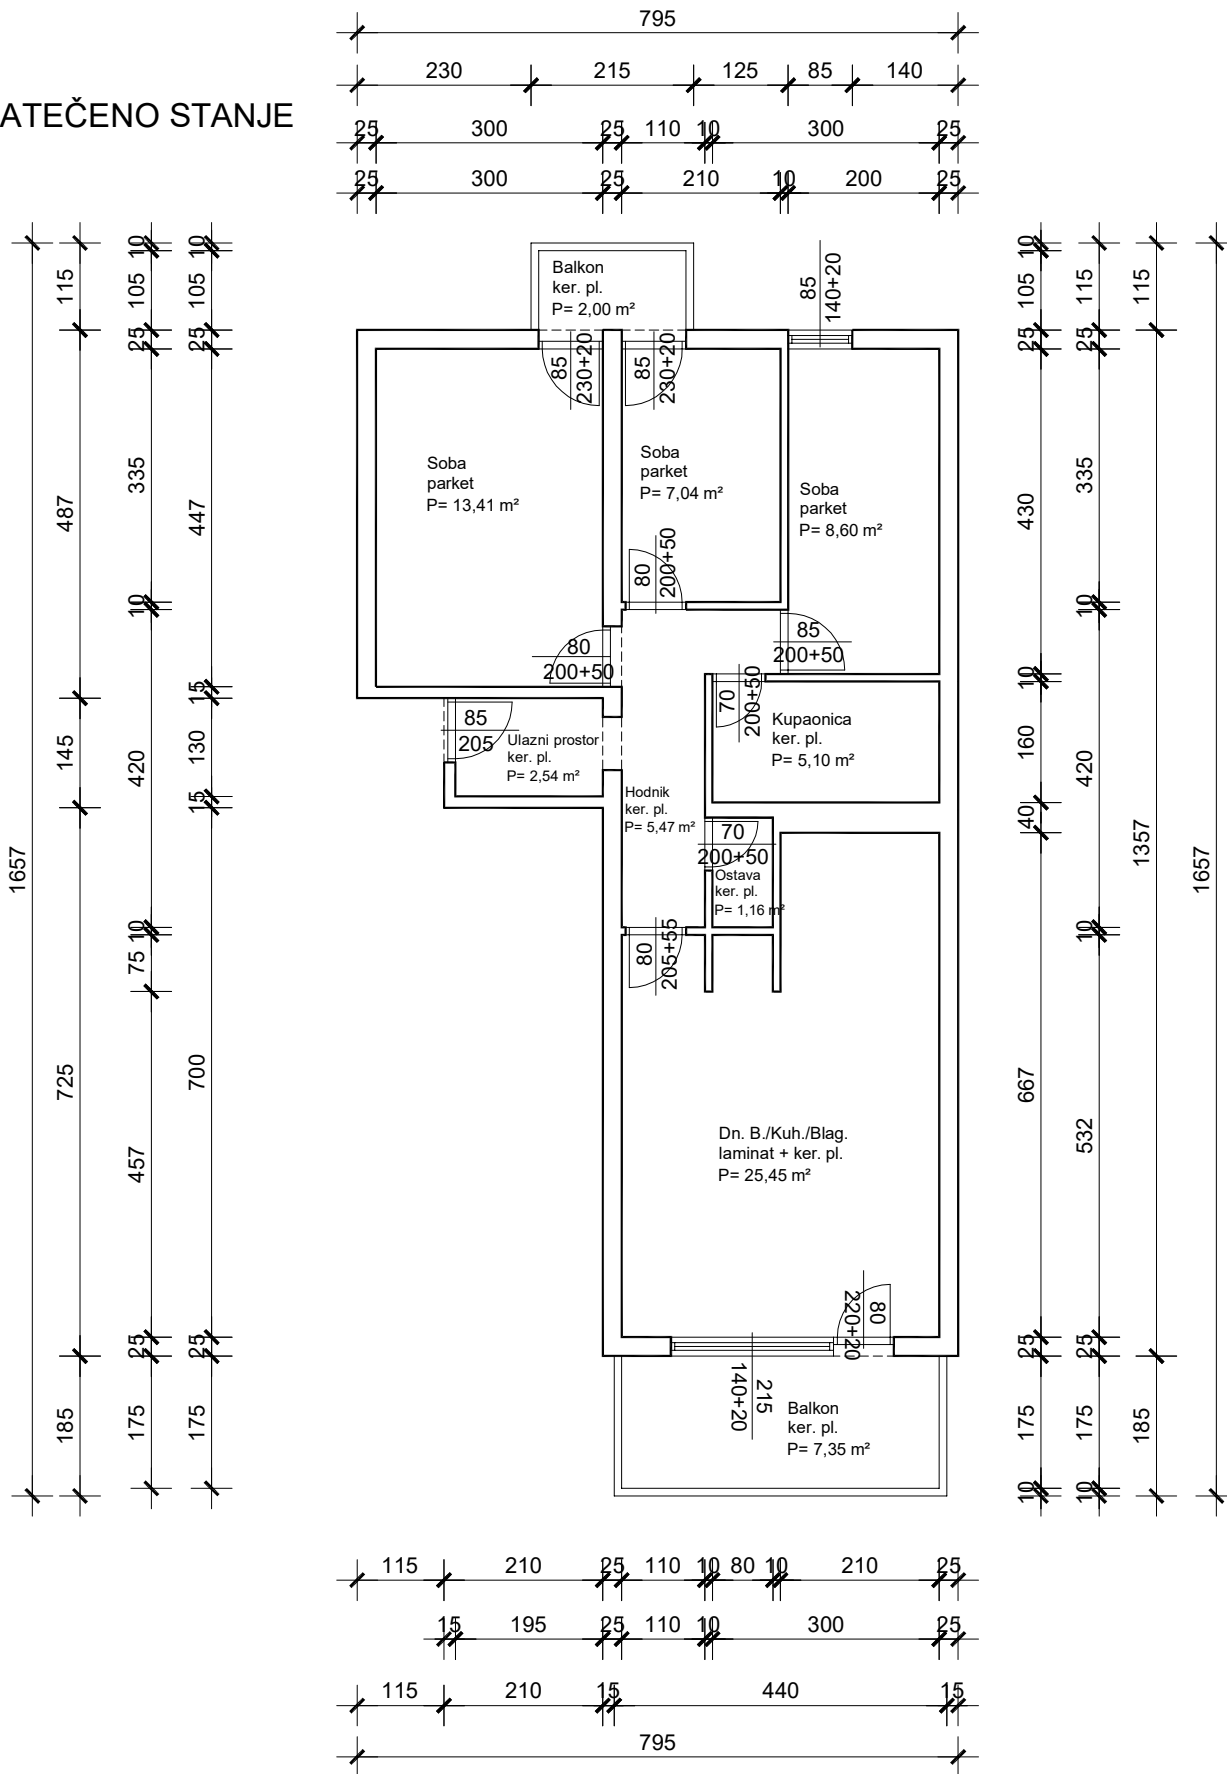 795
230 215 125 85 140
ATEČENO STANJE
25 300 25 110 10 300 25
25 300 25 210 10 200 25
1657
115 487 145 725 185
10 105 25 335 10 420 10 75 457 25 175
10 105 25 447 15 130 15 700 25 175
Balkon
ker. pl.
P= 2,00 m²
85
140+20
85
230+20
85
230+20
Soba
parket
P= 13,41 m²
Soba
parket
P= 7,04 m²
Soba
parket
P= 8,60 m²
80
200+50
80
200+50
85
200+50
70
200+50
85
205
Ulazni prostor
ker. pl.
P= 2,54 m²
Kupaonica
ker. pl.
P= 5,10 m²
Hodnik
ker. pl.
P= 5,47 m²
70
200+50
Ostava
ker. pl.
P= 1,16 m²
80
205+55
Dn. B./Kuh./Blag.
laminat + ker. pl.
P= 25,45 m²
80
220+20
215
140+20
Balkon
ker. pl.
P= 7,35 m²
10 105 25 430 10 160 40 667 25 175 10
115 25 335 10 420 10 532 25 175 10
115 1357 185
1657
115 210 25 110 10 80 10 210 25
15 195 25 110 10 300 25
115 210 15 440 15
795